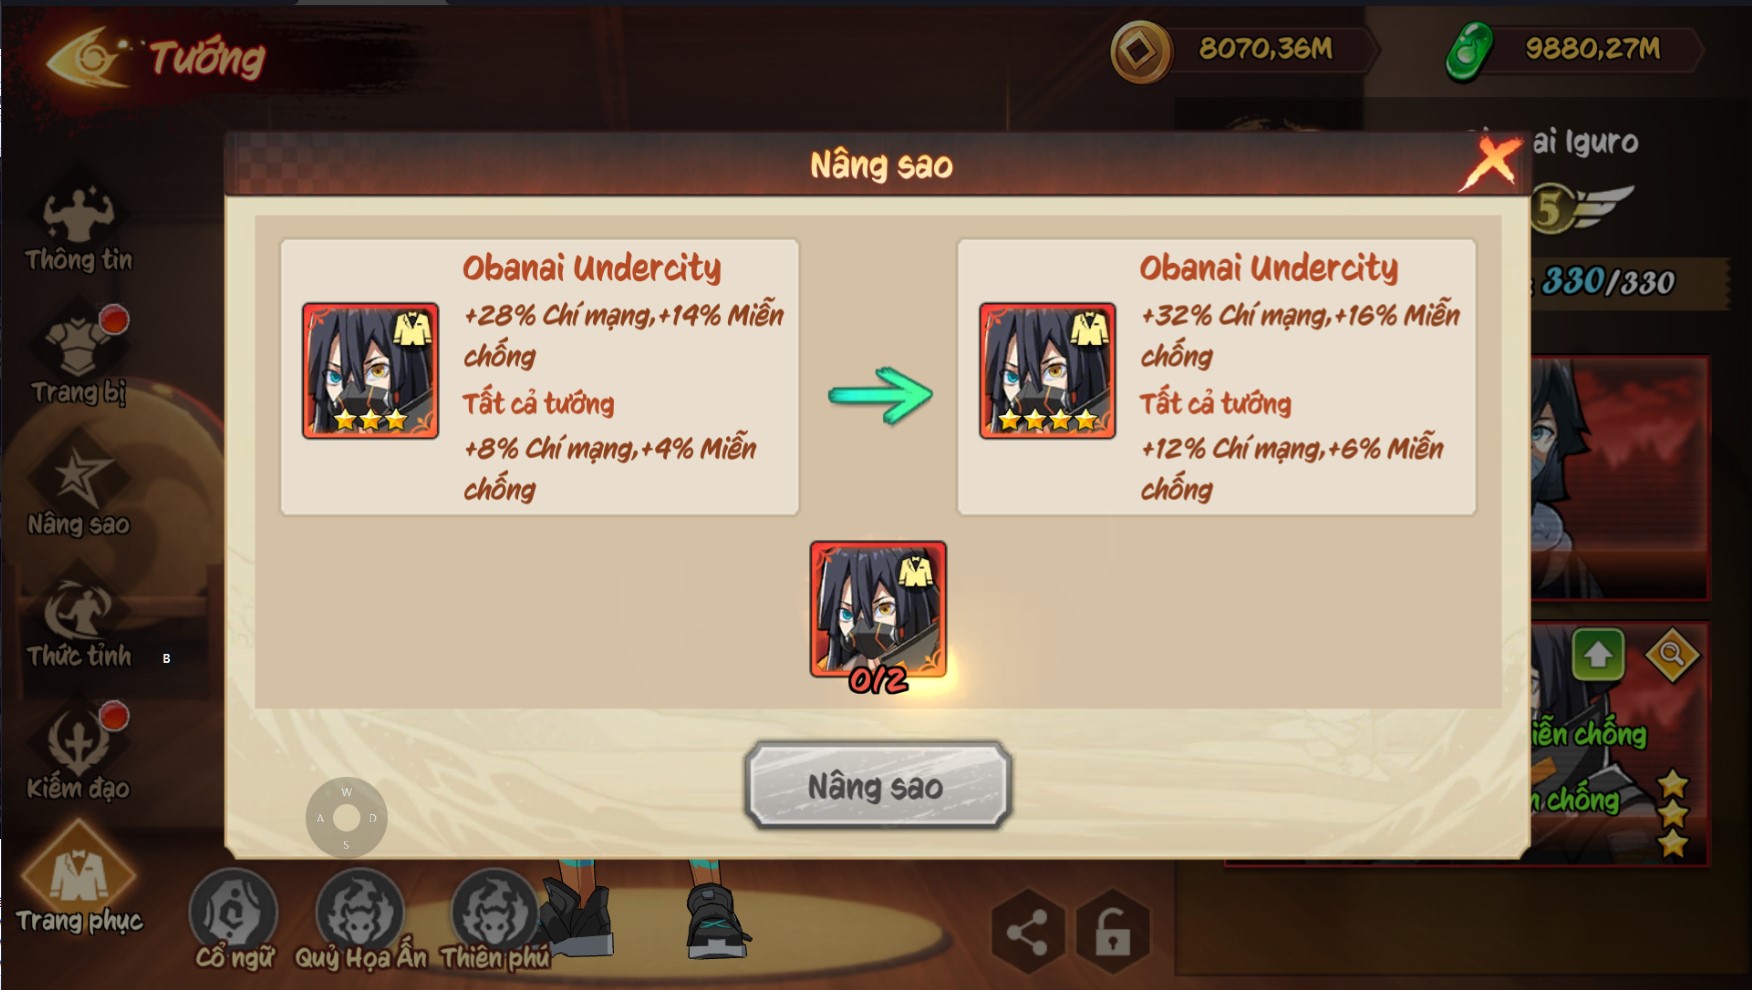 Tướng
8070,36M
9880,27M
Nâng sao
ai Iguro
5
330/330
Thông tin
Trang bị
Nâng sao
Thức tỉnh
B
Kiếm đạo
Trang phục
Obanai Undercity
+28% Chí mạng,+14% Miễn
chống
Tất cả tướng
+8% Chí mạng,+4% Miễn
chống
Obanai Undercity
+32% Chí mạng,+16% Miễn
chống
Tất cả tướng
+12% Chí mạng,+6% Miễn
chống
0/2
Nâng sao
iễn chống
chống
W
A D
S
Cổ ngữ
Quỷ Họa Ấn
Thiên phú